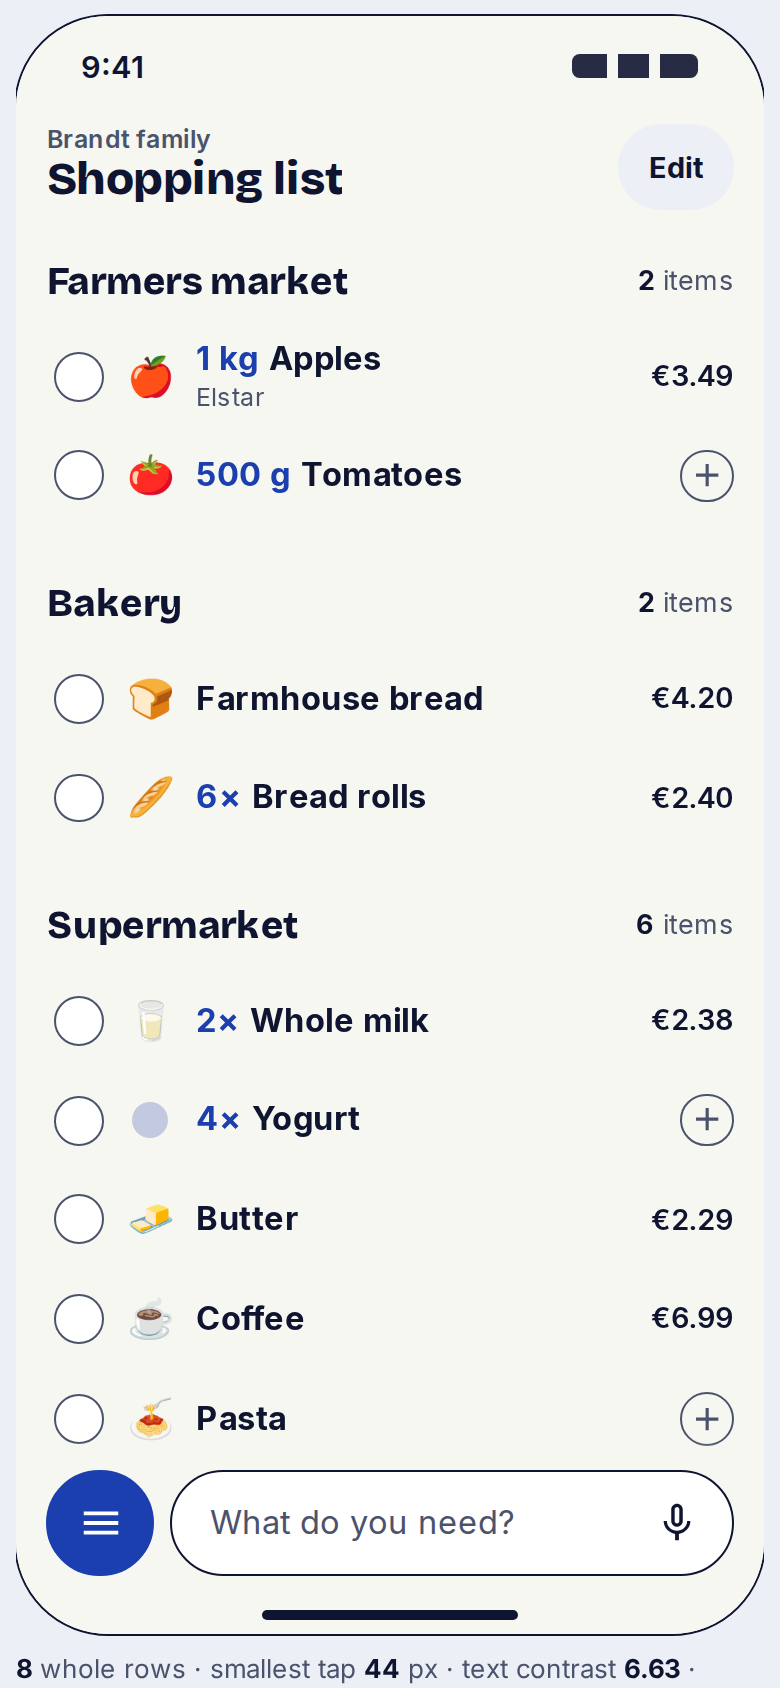 9:41
Brandt family
Shopping list
Edit
Farmers market
2 items
1 kg Apples
€3.49
Elstar
500 g Tomatoes
Bakery
2 items
Farmhouse bread
€4.20
6× Bread rolls
€2.40
Supermarket
6 items
2× Whole milk
€2.38
4× Yogurt
Butter
€2.29
Coffee
€6.99
Pasta
What do you need?
8 whole rows · smallest tap 44 px · text contrast 6.63 ·